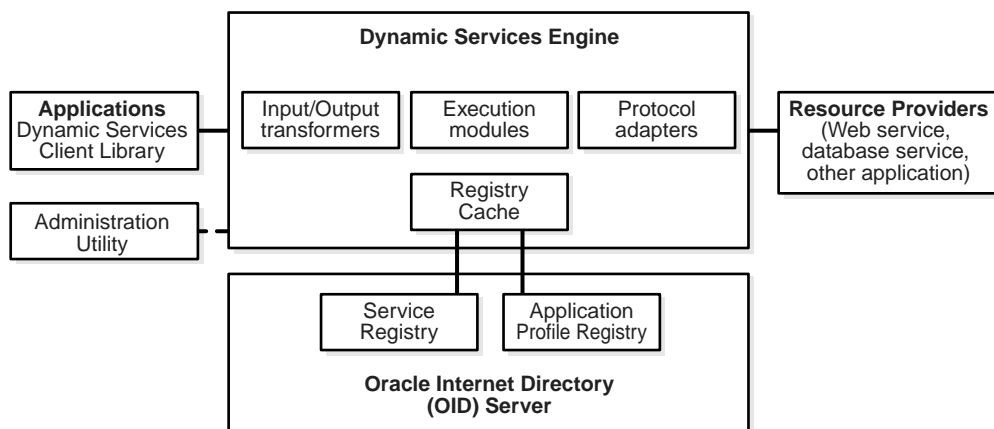 Dynamic Services Engine
Applications
Dynamic Services
Client Library
Input/Output
transformers
Execution
modules
Protocol
adapters
Resource Providers
(Web service,
database service,
other application)
Registry
Cache
Administration
Utility
Service
Registry
Application
Profile Registry
Oracle Internet Directory
(OID) Server